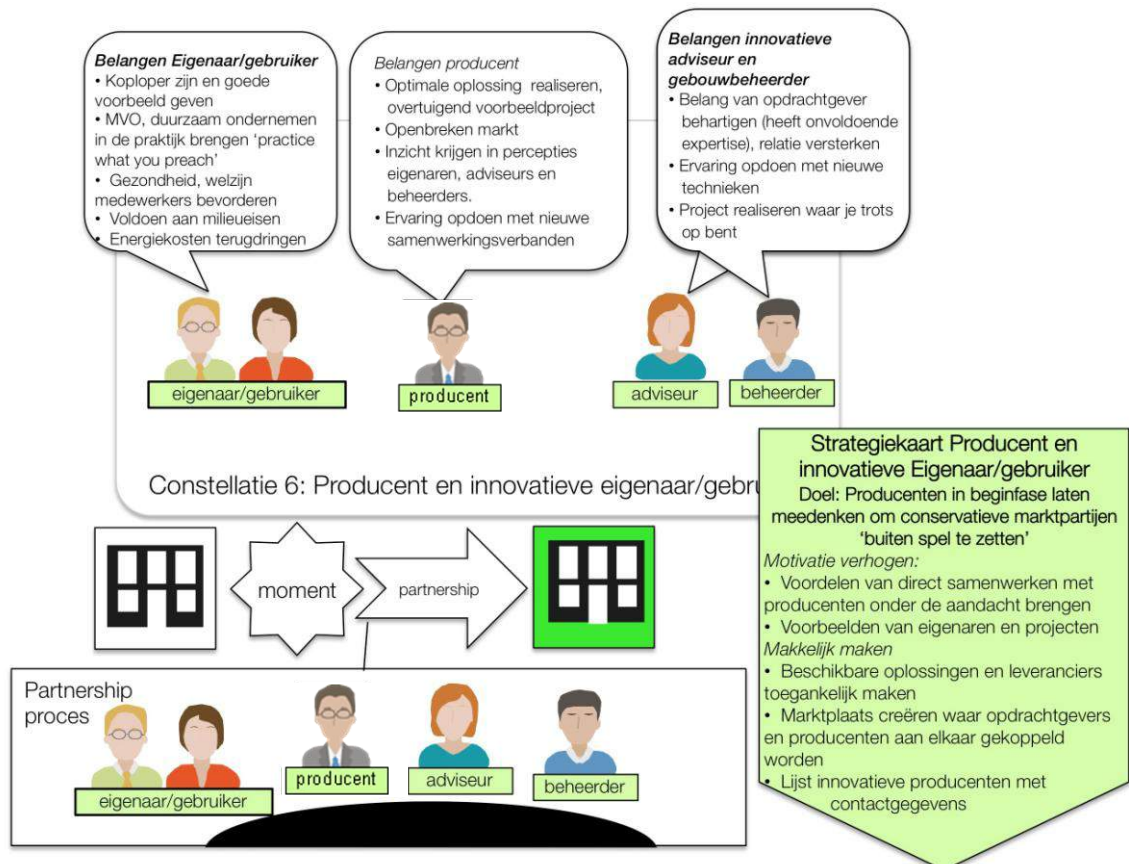 Belangen Eigenaar/gebruiker
• Koploper zijn en goede
voorbeeld geven
• MVO, duurzaam ondernemen
in de praktijk brengen ‘practice
what you preach’
• Gezondheid, welzijn
medewerkers bevorderen
• Voldoen aan milieueisen
• Energiekosten terugdringen
Belangen producent
• Optimale oplossing realiseren,
overtuigend voorbeeldproject
• Openbreken markt
• Inzicht krijgen in percepties
eigenaren, adviseurs en
beheerders.
• Ervaring opdoen met nieuwe
samenwerkingsverbanden
Belangen innovatieve
adviseur en
gebouwbeheerder
• Belang van opdrachtgever
behartigen (heeft onvoldoende
expertise), relatie versterken
• Ervaring opdoen met nieuwe
technieken
• Project realiseren waar je trots
op bent
eigenaar/gebruiker
producent
adviseur
beheerder
Constellatie 6: Producent en innovatieve eigenaar/gebru
moment
partnership
Partnership
proces
eigenaar/gebruiker
producent
adviseur
beheerder
Strategiekaart Producent en
innovatieve Eigenaar/gebruiker
Doel: Producenten in beginfase laten
meedenken om conservatieve marktpartijen
‘buiten spel te zetten’
Motivatie verhogen:
• Voordelen van direct samenwerken met
producenten onder de aandacht brengen
• Voorbeelden van eigenaren en projecten
Makkelijk maken
• Beschikbare oplossingen en leveranciers
toegankelijk maken
• Marktplaats creëren waar opdrachtgevers
en producenten aan elkaar gekoppeld
worden
• Lijst innovatieve producenten met
contactgegevens